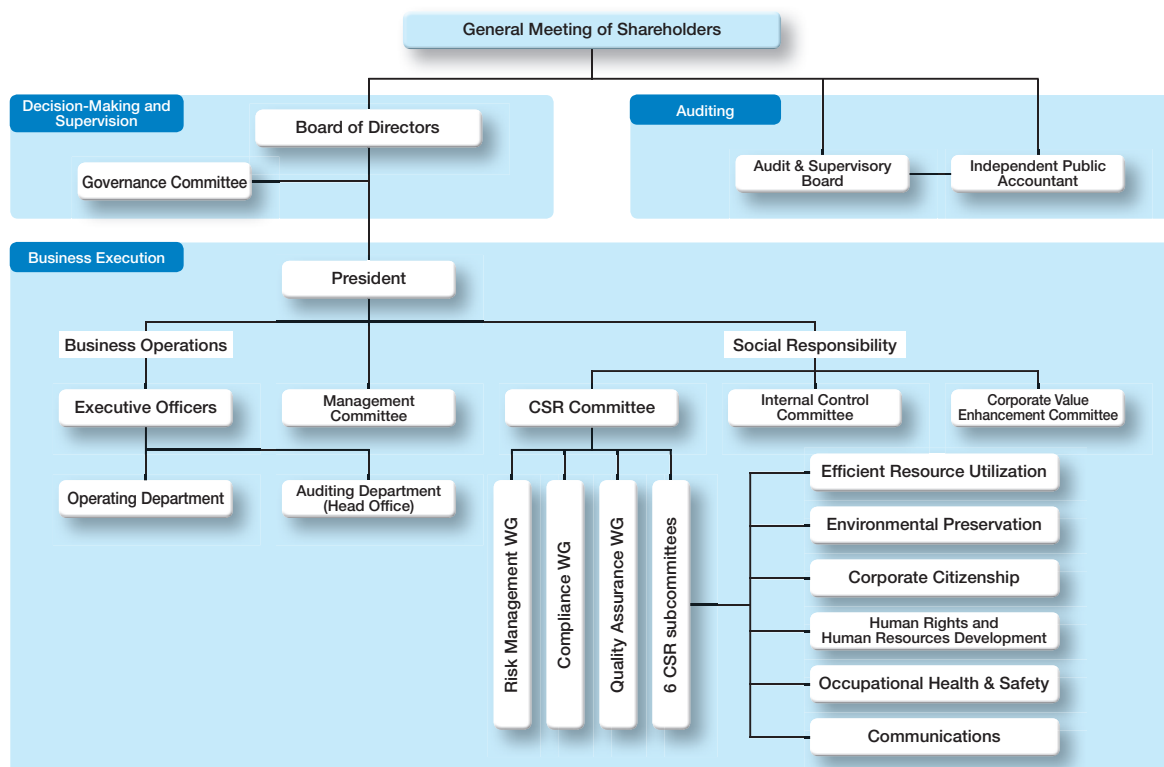 General Meeting of Shareholders
Decision-Making and
Supervision
Board of Directors
Governance Committee
Auditing
Audit & Supervisory
Board
Independent Public
Accountant
Business Execution
President
Business Operations
Social Responsibility
Executive Officers
Management
Committee
CSR Committee
Internal Control
Committee
Corporate Value
Enhancement Committee
Operating Department
Auditing Department
(Head Office)
Risk Management WG
Compliance WG
Quality Assurance WG
6 CSR subcommittees
Efficient Resource Utilization
Environmental Preservation
Corporate Citizenship
Human Rights and
Human Resources Development
Occupational Health & Safety
Communications